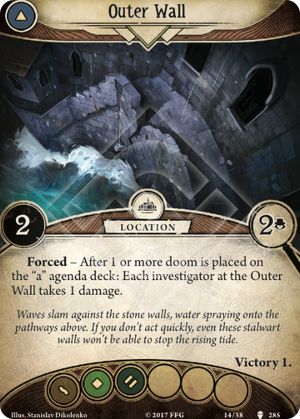 Outer Wall
2
LOCATION
2
Forced – After 1 or more doom is placed on
the “a” agenda deck: Each investigator at the Outer
Wall takes 1 damage.
Waves slam against the stone walls, water spraying onto the
pathways above. If you don’t act quickly, even these stalwart
walls won’t be able to stop the rising tide.
Victory 1.
Illus. Stanislav Dikolenko
© 2017 FFG
14/38
285